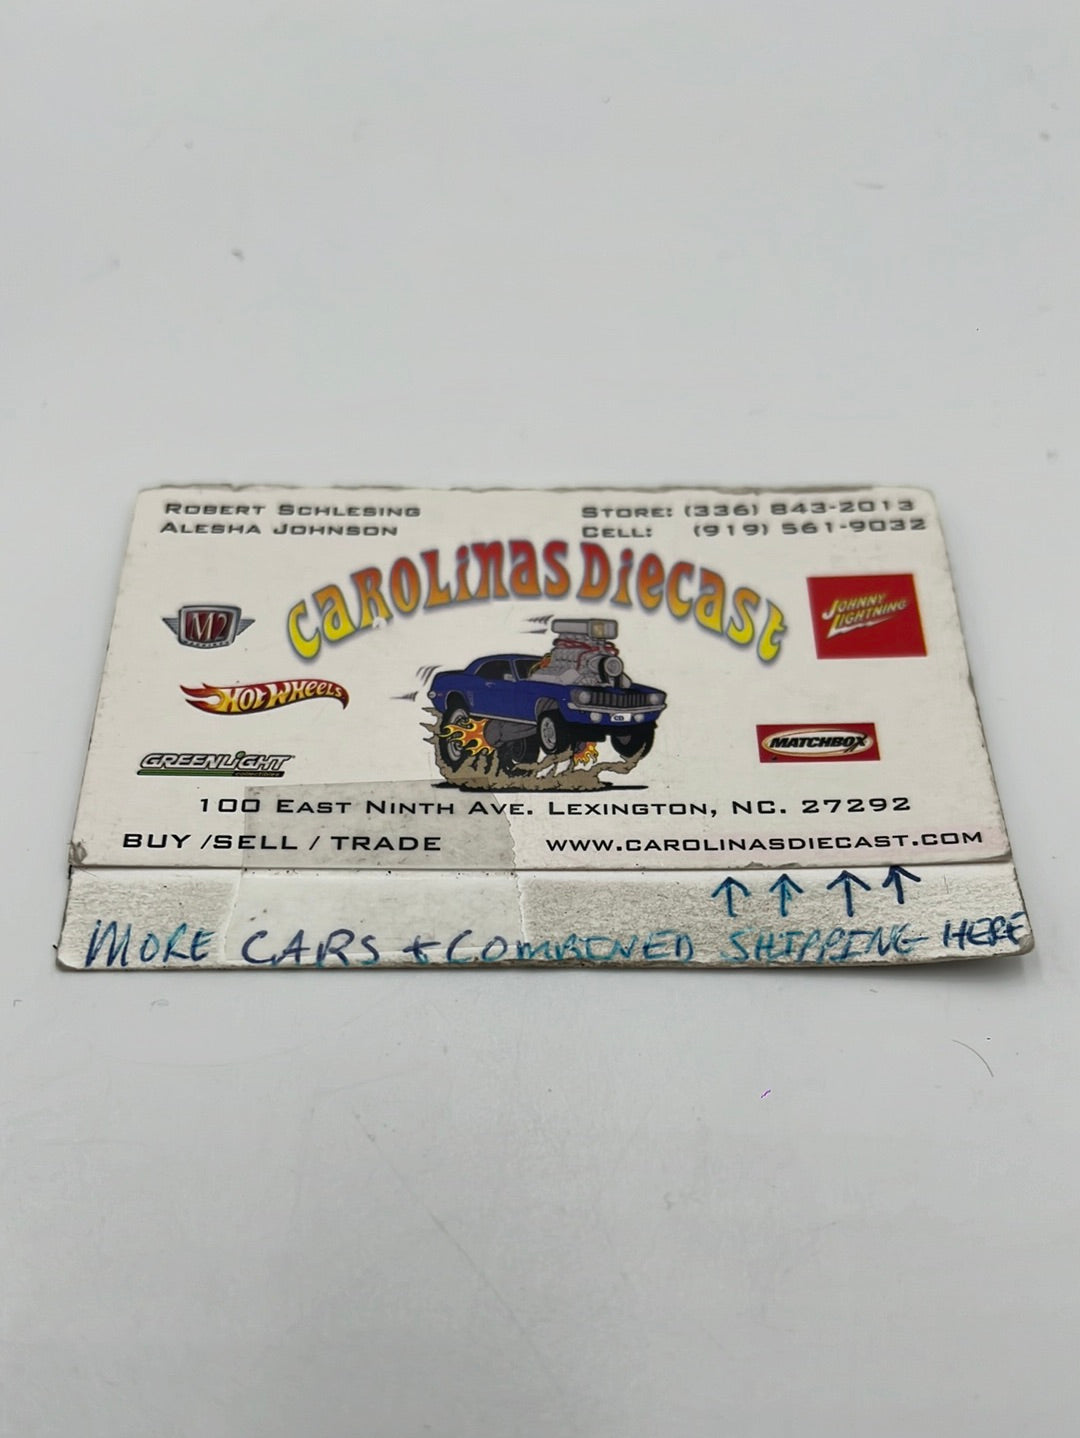 ROBERT SCHLESING
ALESHA JOHNSON
STORE: (336) 843-2013
CELL: (919) 561-9032
CAROLINAS DIECAST
M2
JOHNNY LIGHTNING
HOT WHEELS
MATCHBOX
GREENLIGHT
collectibles
CD
100 EAST NINTH AVE. LEXINGTON, NC. 27292
BUY /SELL / TRADE
WWW.CAROLINASDIECAST.COM
MORE CARS + COMBINED SHIPPING HERE